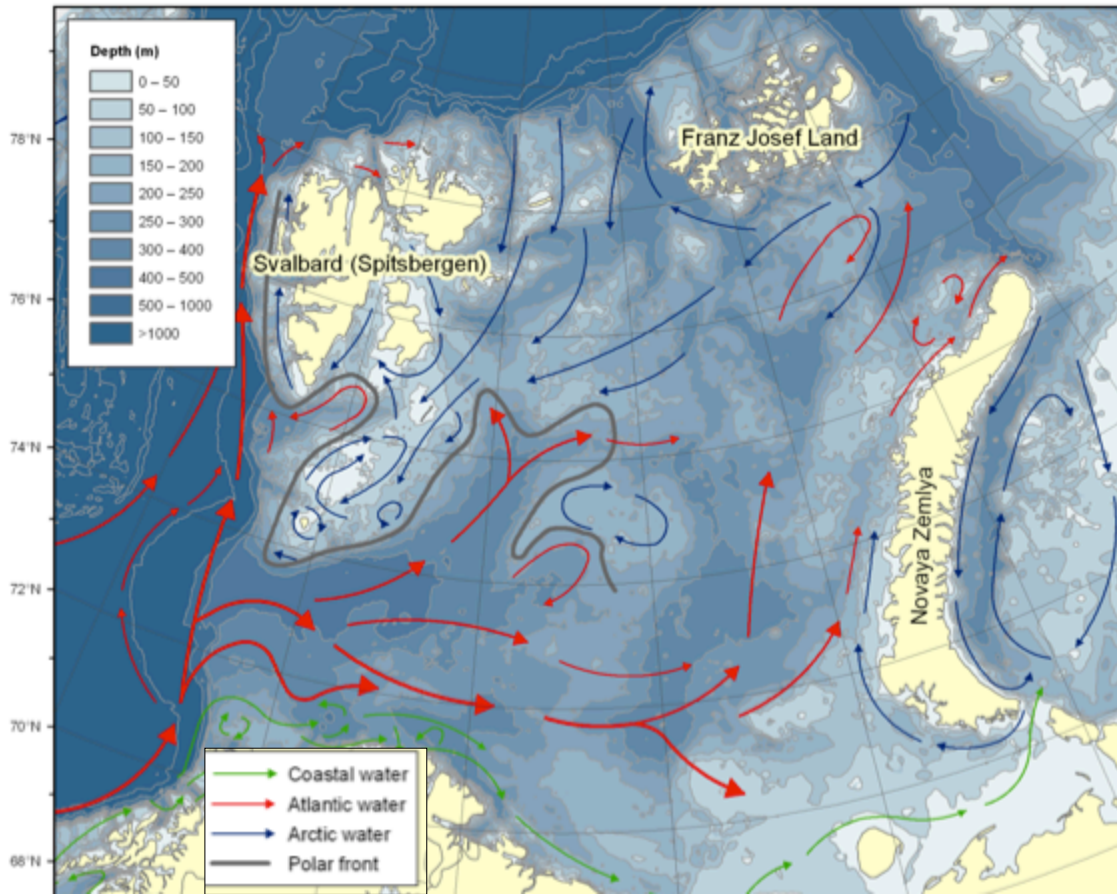 Depth (m)
0 – 50
50 – 100
100 – 150
150 – 200
200 – 250
250 – 300
300 – 400
400 – 500
500 – 1000
>1000
78°N
76°N
74°N
72°N
70°N
68°N
Franz Josef Land
Svalbard (Spitsbergen)
Novaya Zemlya
Coastal water
Atlantic water
Arctic water
Polar front